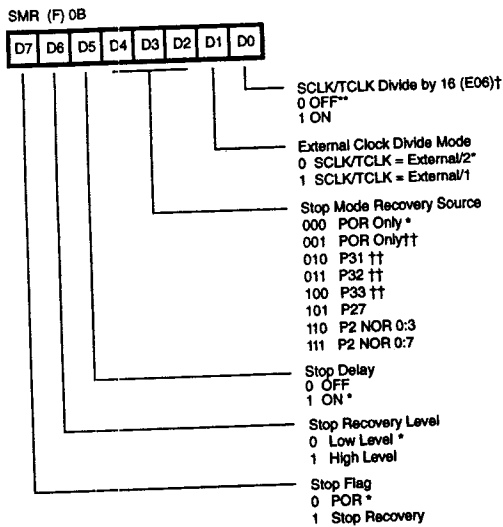 SMR (F) 0B
D7 D6 D5 D4 D3 D2 D1 D0
SCLK/TCLK Divide by 16 (E06)†
0 OFF**
1 ON
External Clock Divide Mode
0 SCLK/TCLK = External/2*
1 SCLK/TCLK = External/1
Stop Mode Recovery Source
000 POR Only *
001 POR Only††
010 P31 ††
011 P32 ††
100 P33 ††
101 P27
110 P2 NOR 0:3
111 P2 NOR 0:7
Stop Delay
0 OFF
1 ON *
Stop Recovery Level
0 Low Level *
1 High Level
Stop Flag
0 POR *
1 Stop Recovery